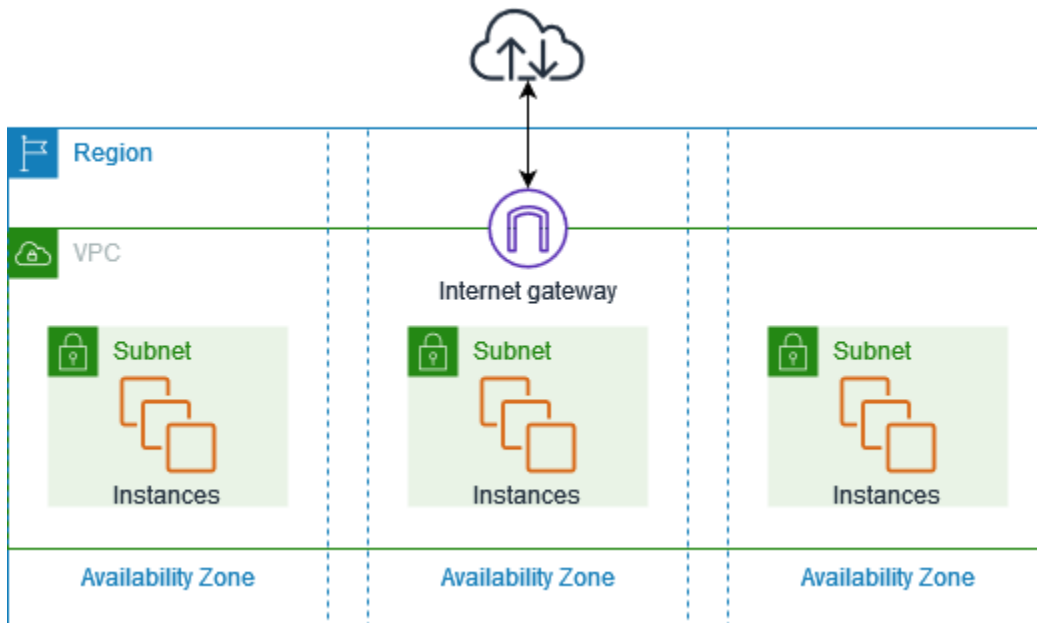 Region
VPC
Internet gateway
Subnet
Subnet
Subnet
Instances
Instances
Instances
Availability Zone
Availability Zone
Availability Zone